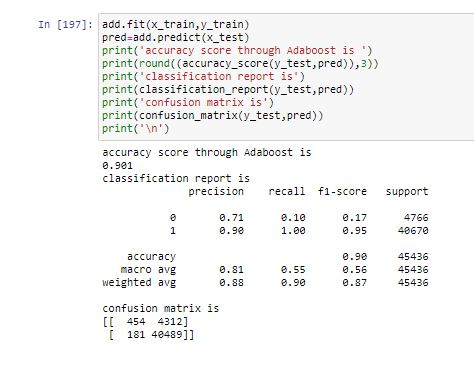 In [197]: add.fit(x_train,y_train)
pred=add.predict(x_test)
print('accuracy score through Adaboost is ')
print(round((accuracy_score(y_test,pred)),3))
print('classification report is')
print(classification_report(y_test,pred))
print('confusion matrix is')
print(confusion_matrix(y_test,pred))
print('\n')
accuracy score through Adaboost is
0.901
classification report is
precision recall f1-score support
0 0.71 0.10 0.17 4766
1 0.90 1.00 0.95 40670
accuracy 0.90 45436
macro avg 0.81 0.55 0.56 45436
weighted avg 0.88 0.90 0.87 45436
confusion matrix is
[[ 454 4312]
[ 181 40489]]